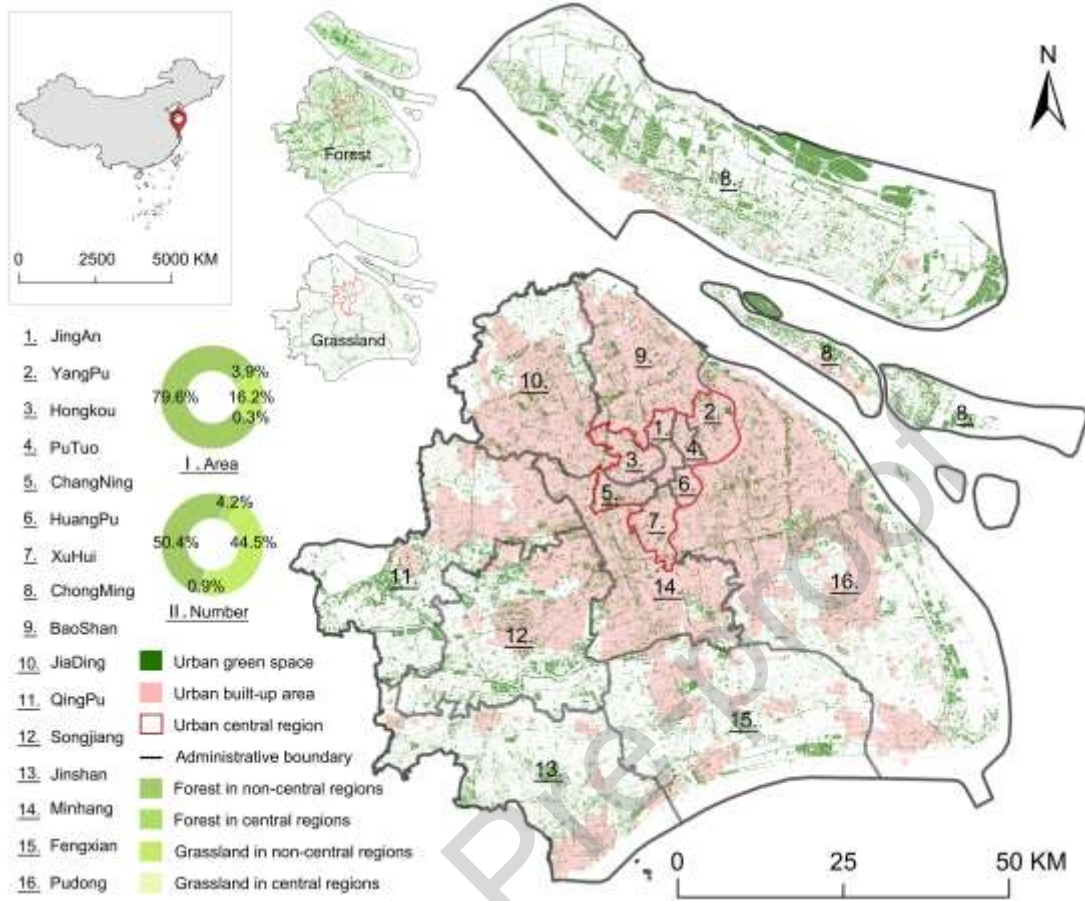 N
0 2500 5000 KM
Forest
Grassland
1. JingAn
2. YangPu
3. Hongkou
4. PuTuo
5. ChangNing
6. HuangPu
7. XuHui
8. ChongMing
9. BaoShan
10. JiaDing
11. QingPu
12. Songjiang
13. Jinshan
14. Minhang
15. Fengxian
16. Pudong
3.9%
79.6% 16.2%
0.3%
I. Area
4.2%
50.4% 44.5%
0.9%
II. Number
Urban green space
Urban built-up area
Urban central region
Administrative boundary
Forest in non-central regions
Forest in central regions
Grassland in non-central regions
Grassland in central regions
8.
8.
8.
9.
10.
2.
1.
4.
3.
5.
6.
7.
11.
14.
16.
12.
15.
13.
0 25 50 KM
Pre-proof